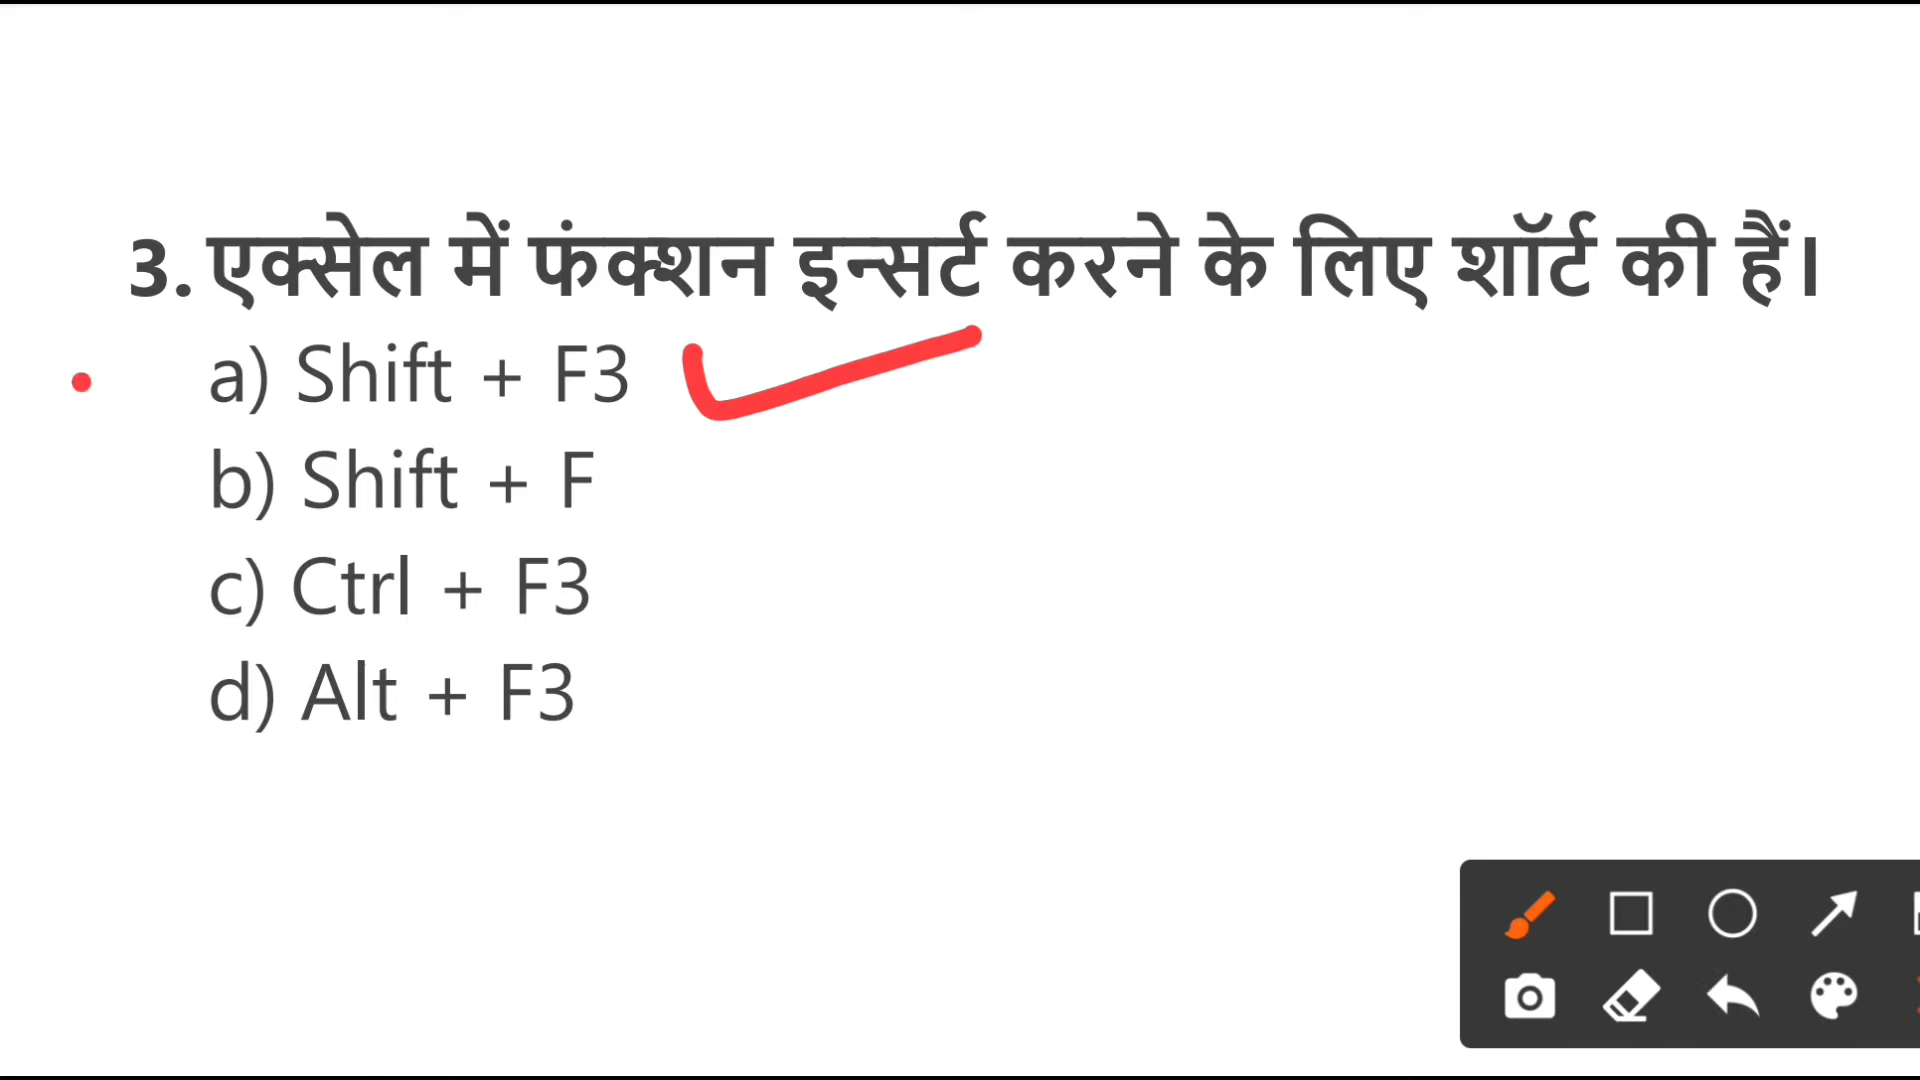 3. एक्सेल में फंक्शन इन्सर्ट करने के लिए शॉर्ट की हैं।
a) Shift + F3
b) Shift + F
c) Ctrl + F3
d) Alt + F3